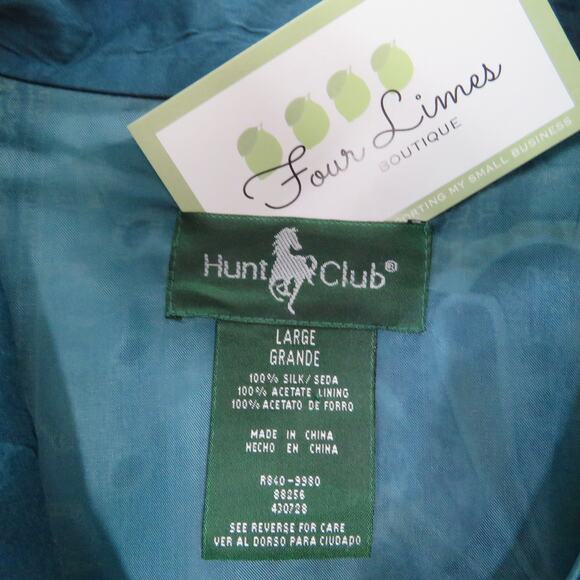 Four Limes
BOUTIQUE
RTING MY SMALL BUSINESS
Hunt Club®
LARGE
GRANDE
100% SILK/SEDA
100% ACETATE LINING
100% ACETATO DE FORRO
MADE IN CHINA
HECHO EN CHINA
R840-9980
88256
430728
SEE REVERSE FOR CARE
VER AL DORSO PARA CIUDADO